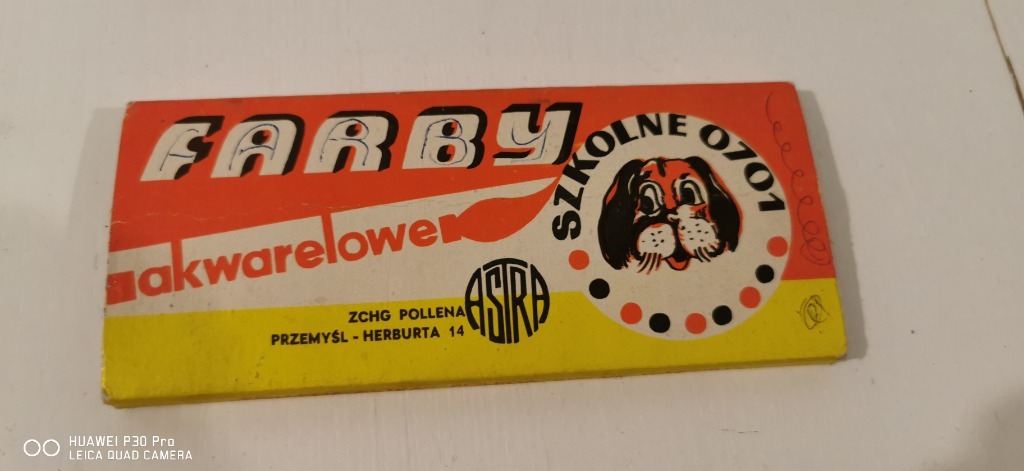 FARBY
akwarelowe
SZKOLNE 0701
ZCHG POLLENA
PRZEMYŚL - HERBURTA 14
ASTRA
HUAWEI P30 Pro
LEICA QUAD CAMERA